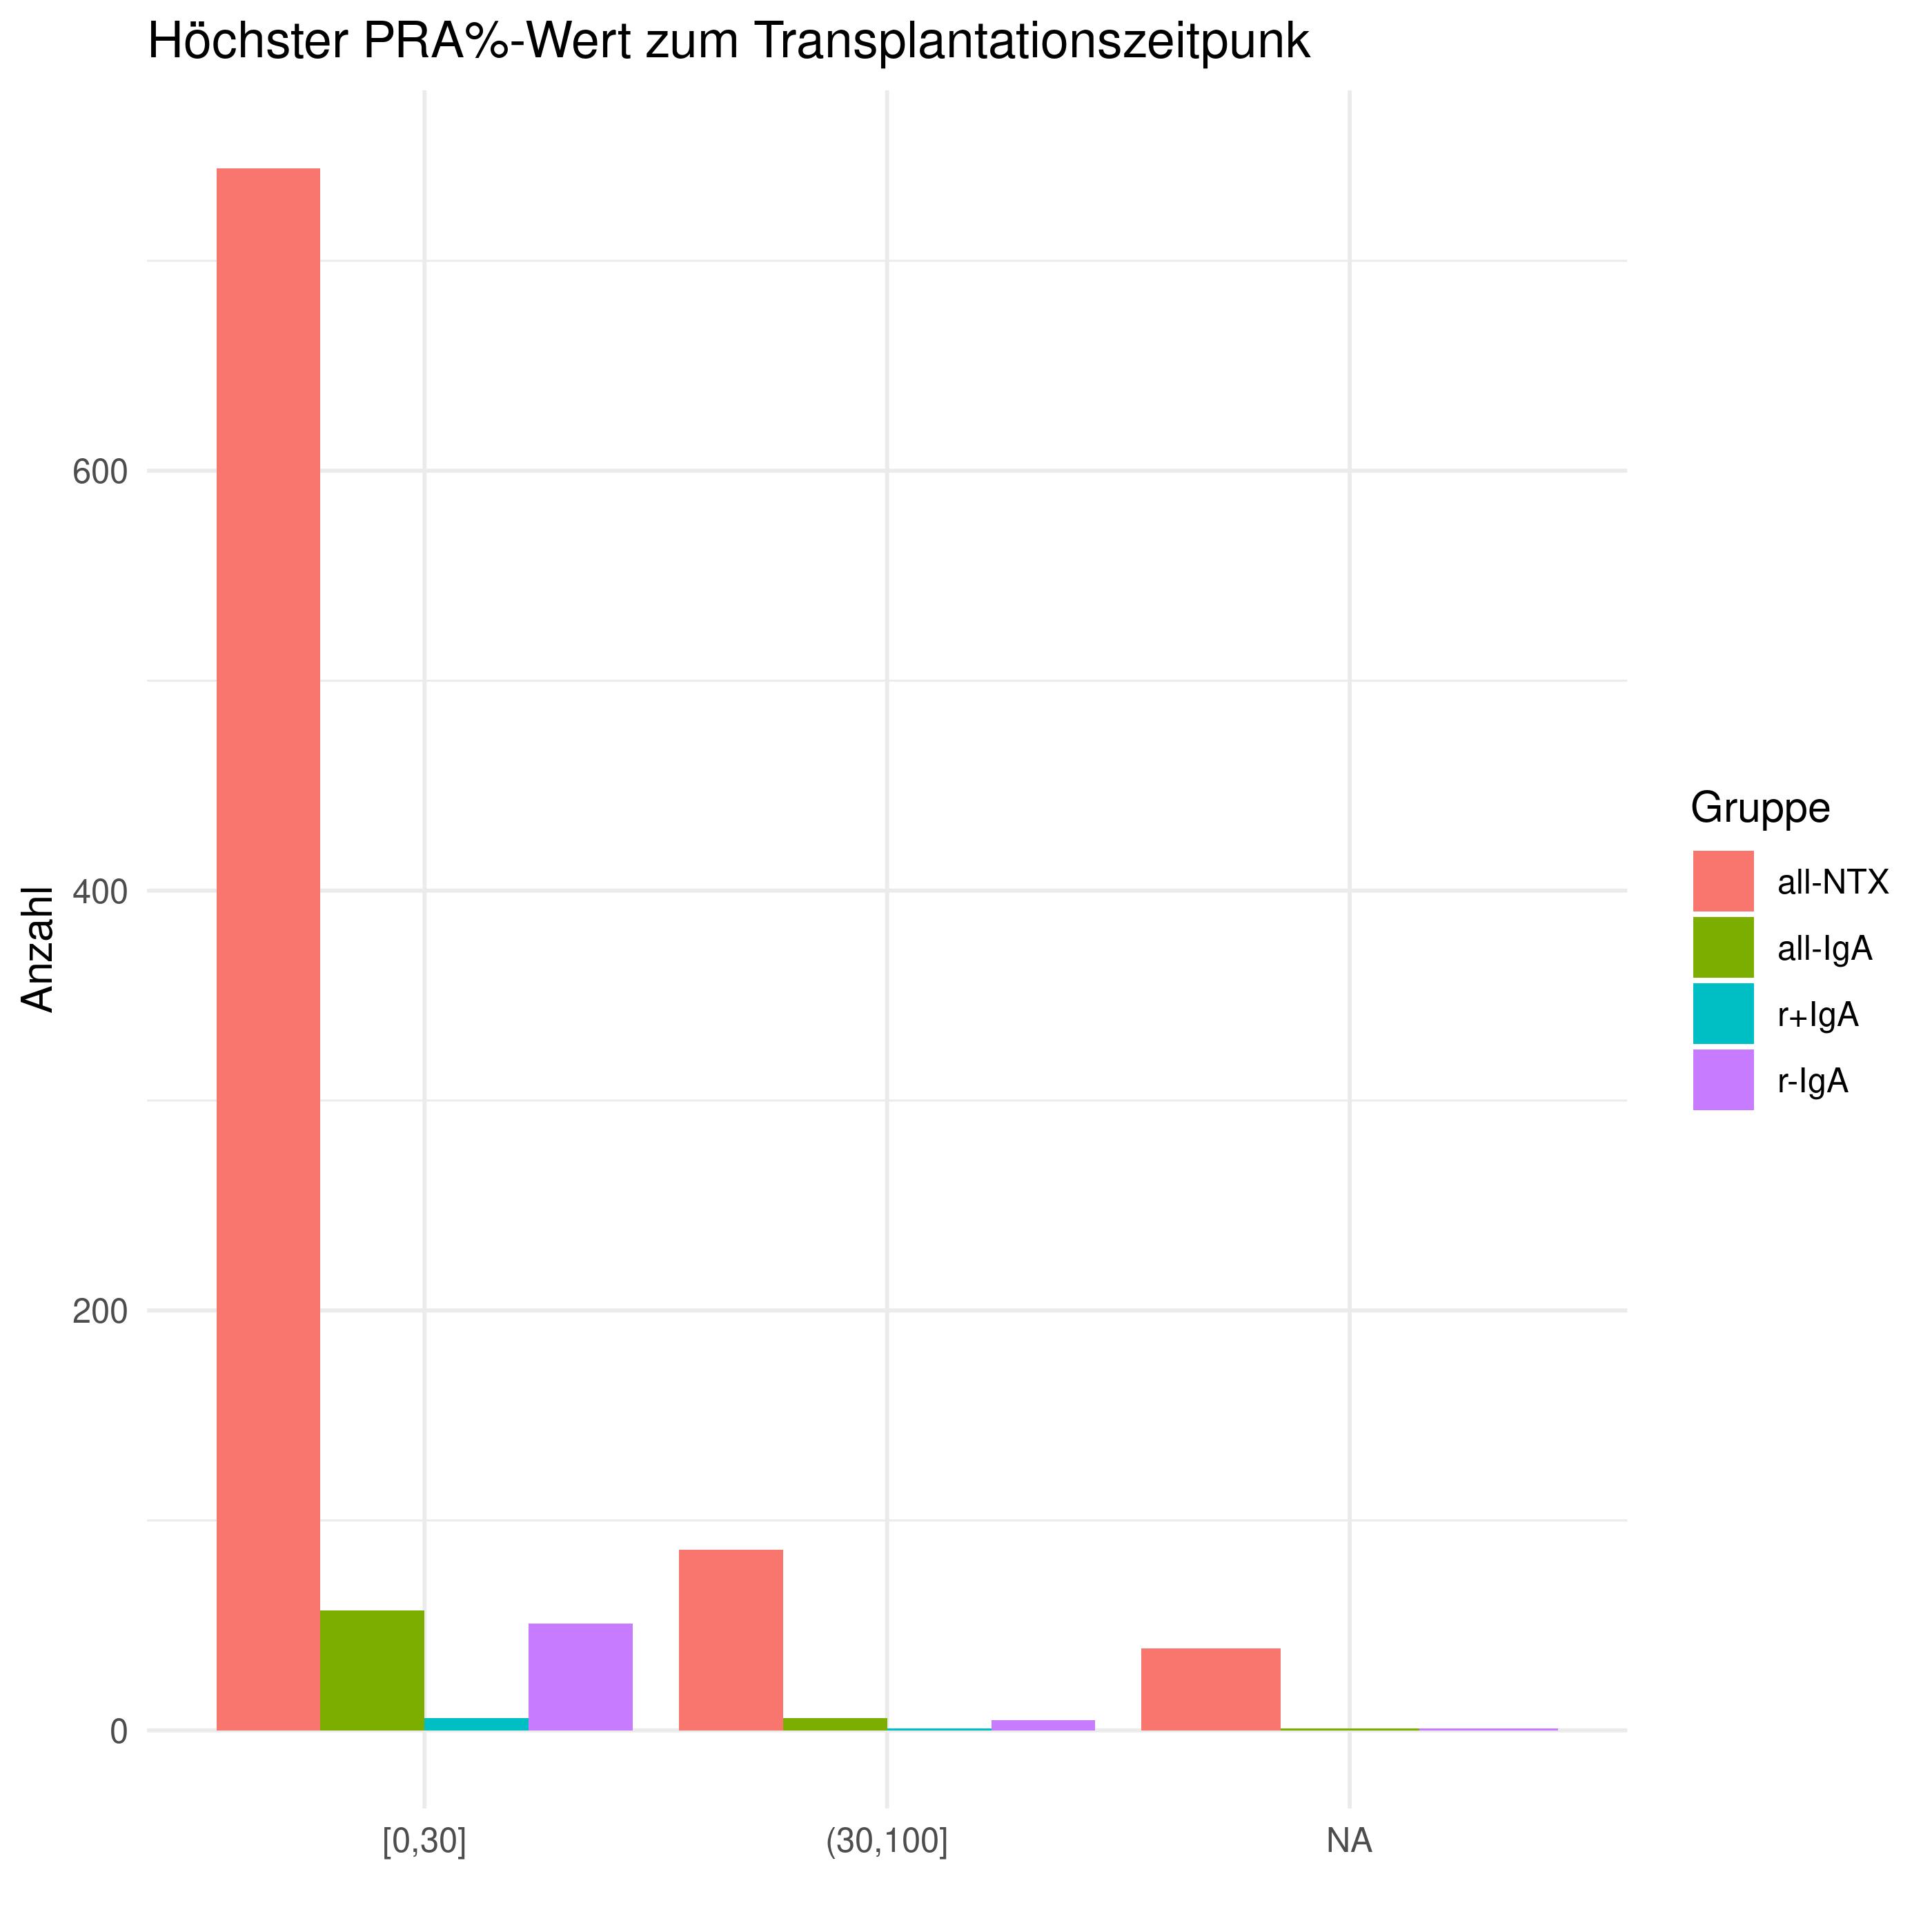 Höchster PRA%-Wert zum Transplantationszeitpunk
Anzahl
600
400
200
0
[0,30]
(30,100]
NA
Gruppe
all-NTX
all-IgA
r+IgA
r-IgA